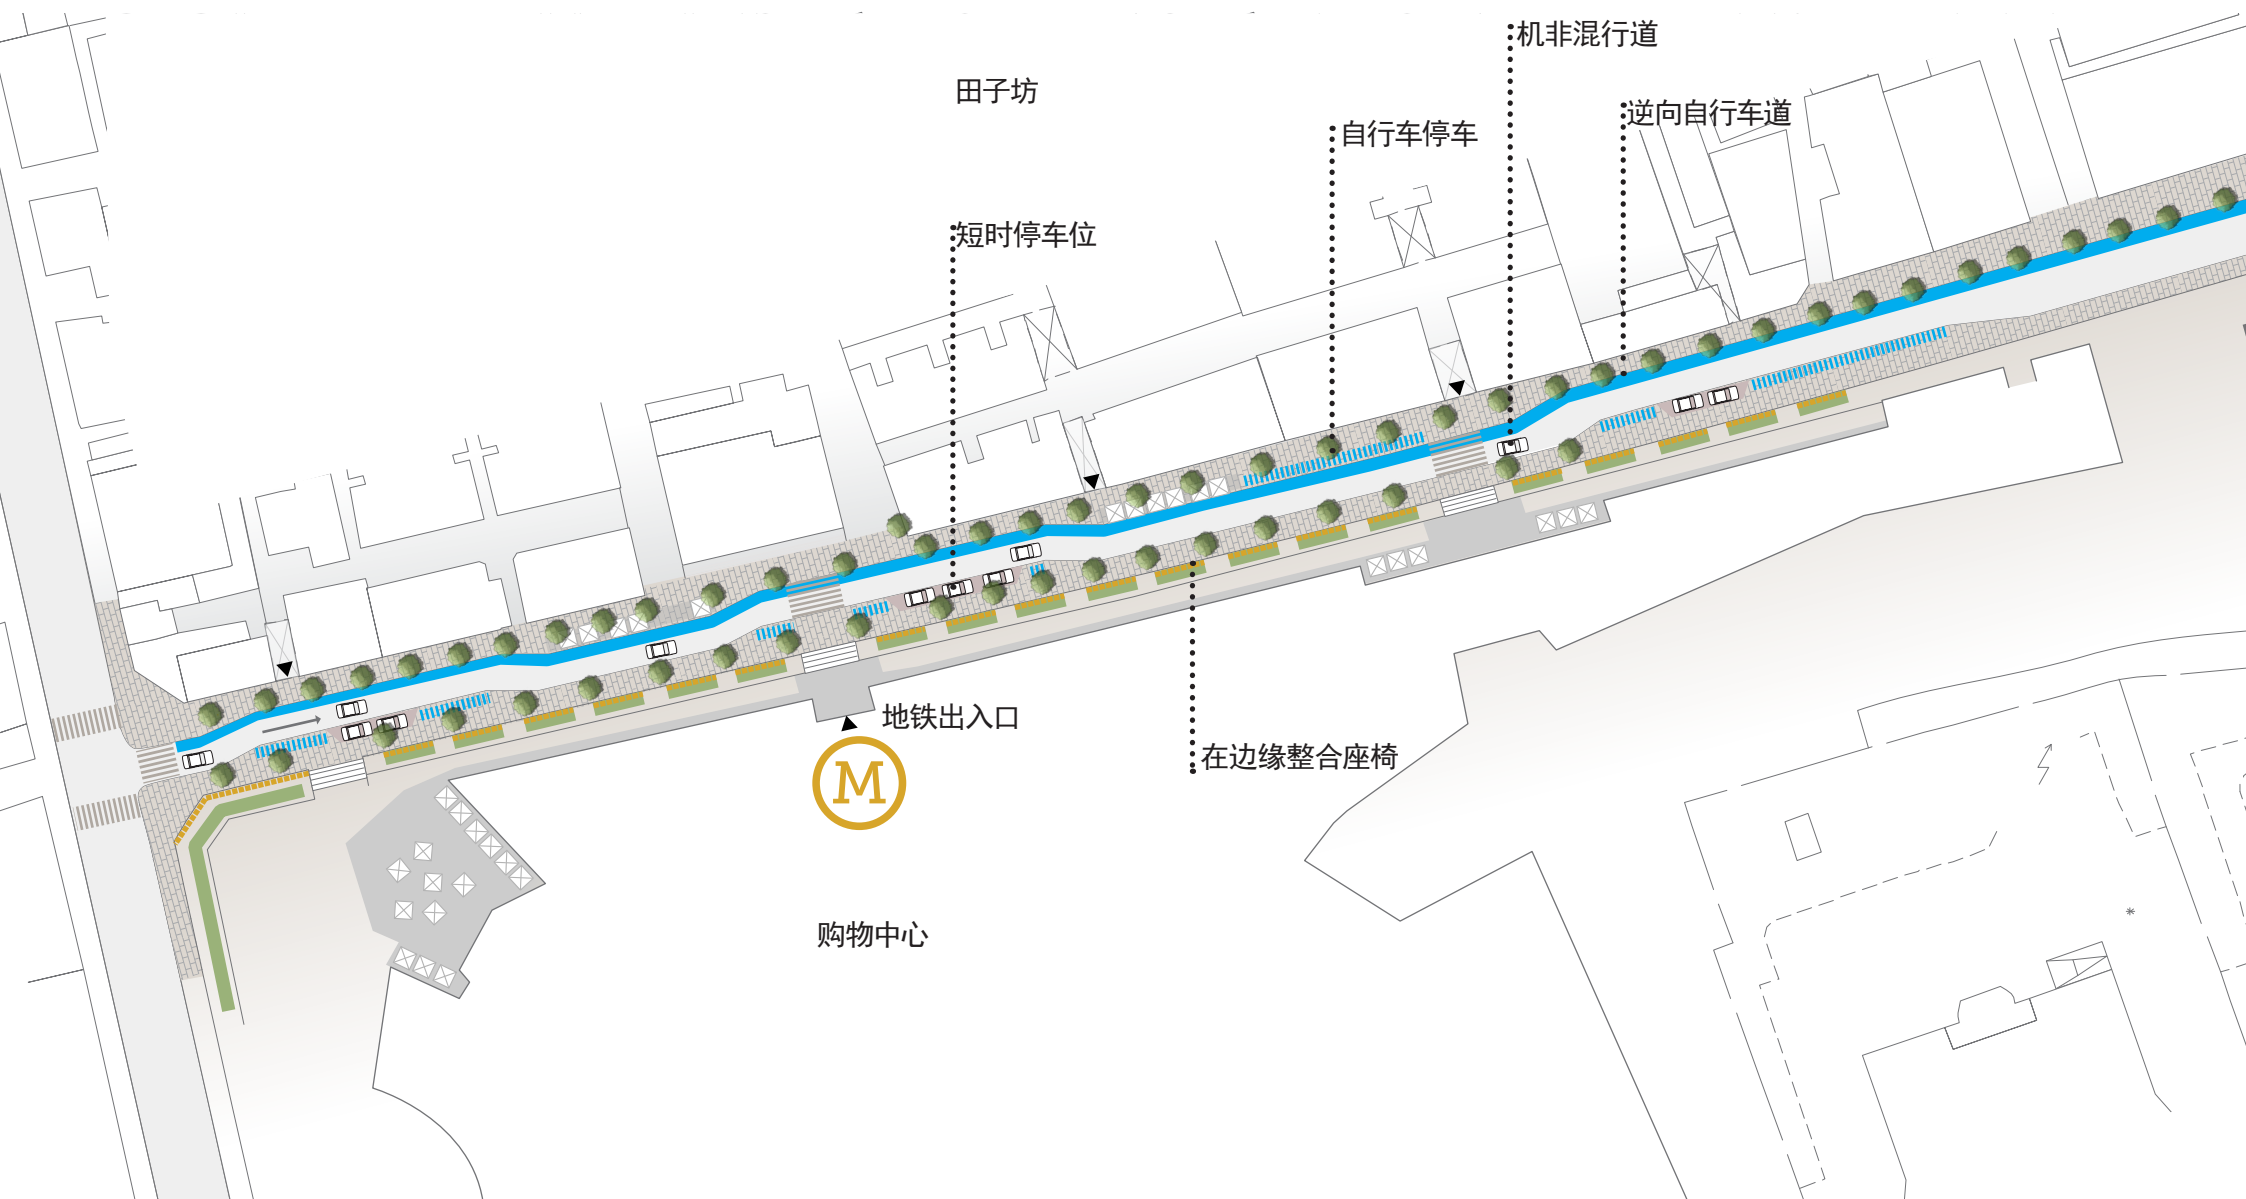 机非混行道
田子坊
逆向自行车道
自行车停车
短时停车位
地铁出入口
在边缘整合座椅
M
购物中心